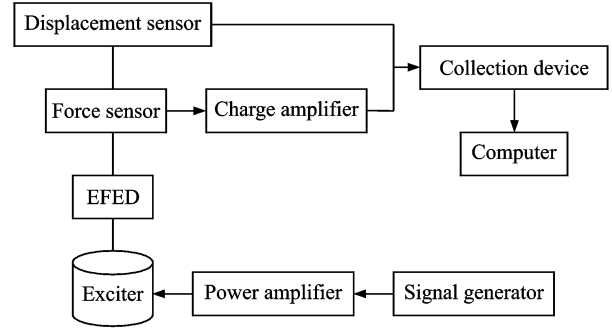 Displacement sensor
Collection device
Force sensor
Charge amplifier
Computer
EFED
Exciter
Power amplifier
Signal generator